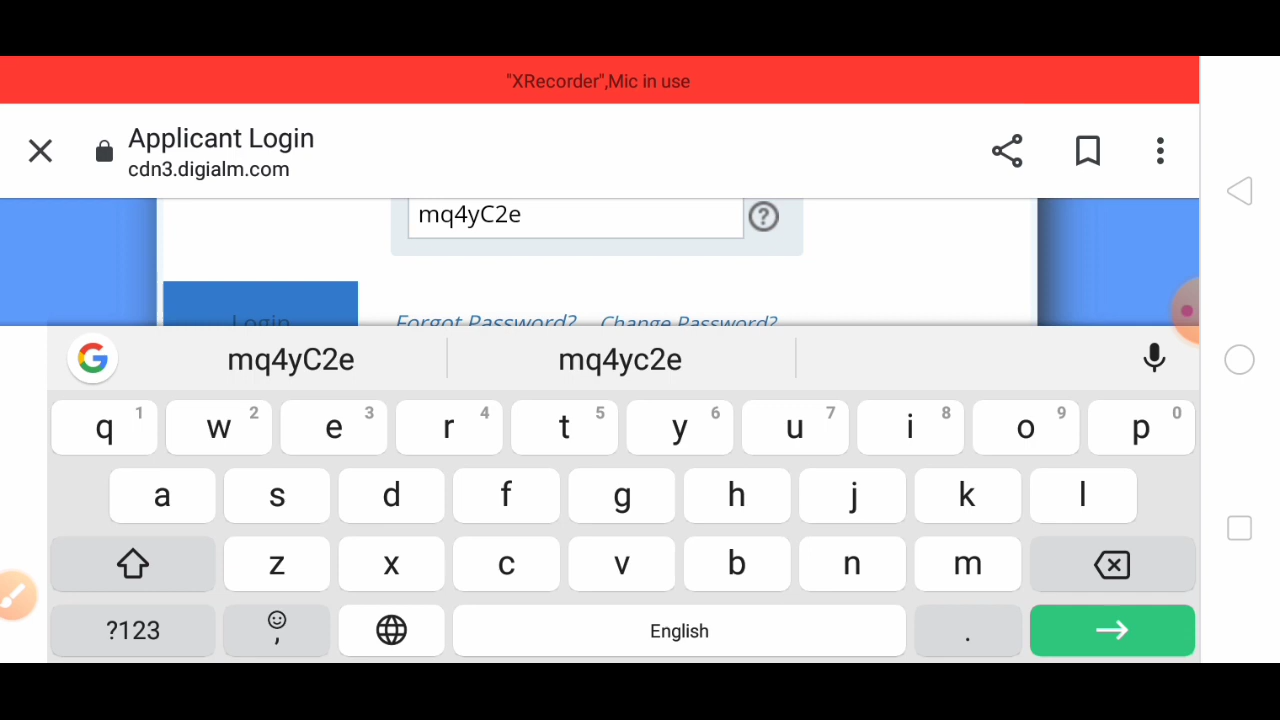 "XRecorder",Mic in use
Applicant Login
cdn3.digialm.com
mq4yC2e
?
Login Forgot Password? Change Password?
G mq4yC2e mq4yc2e
q 1 w 2 e 3 r 4 t 5 y 6 u 7 i 8 o 9 p 0
a s d f g h j k l
z x c v b n m
?123 , English .